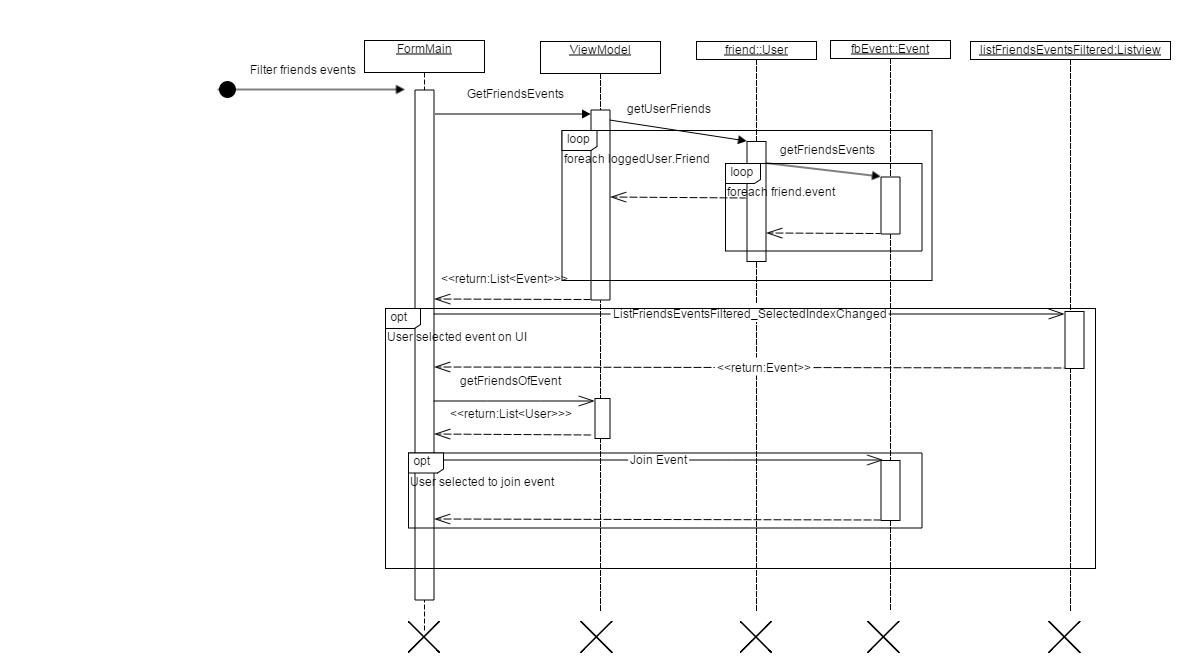 FormMain
ViewModel
friend::User
fbEvent::Event
listFriendsEventsFiltered:Listview
Filter friends events
GetFriendsEvents
getUserFriends
loop
foreach loggedUser.Friend
getFriendsEvents
loop
foreach friend.event
<<return:List<Event>>>
opt
ListFriendsEventsFiltered_SelectedIndexChanged
User selected event on UI
<<return:Event>>
getFriendsOfEvent
<<return:List<User>>>
opt
Join Event
User selected to join event